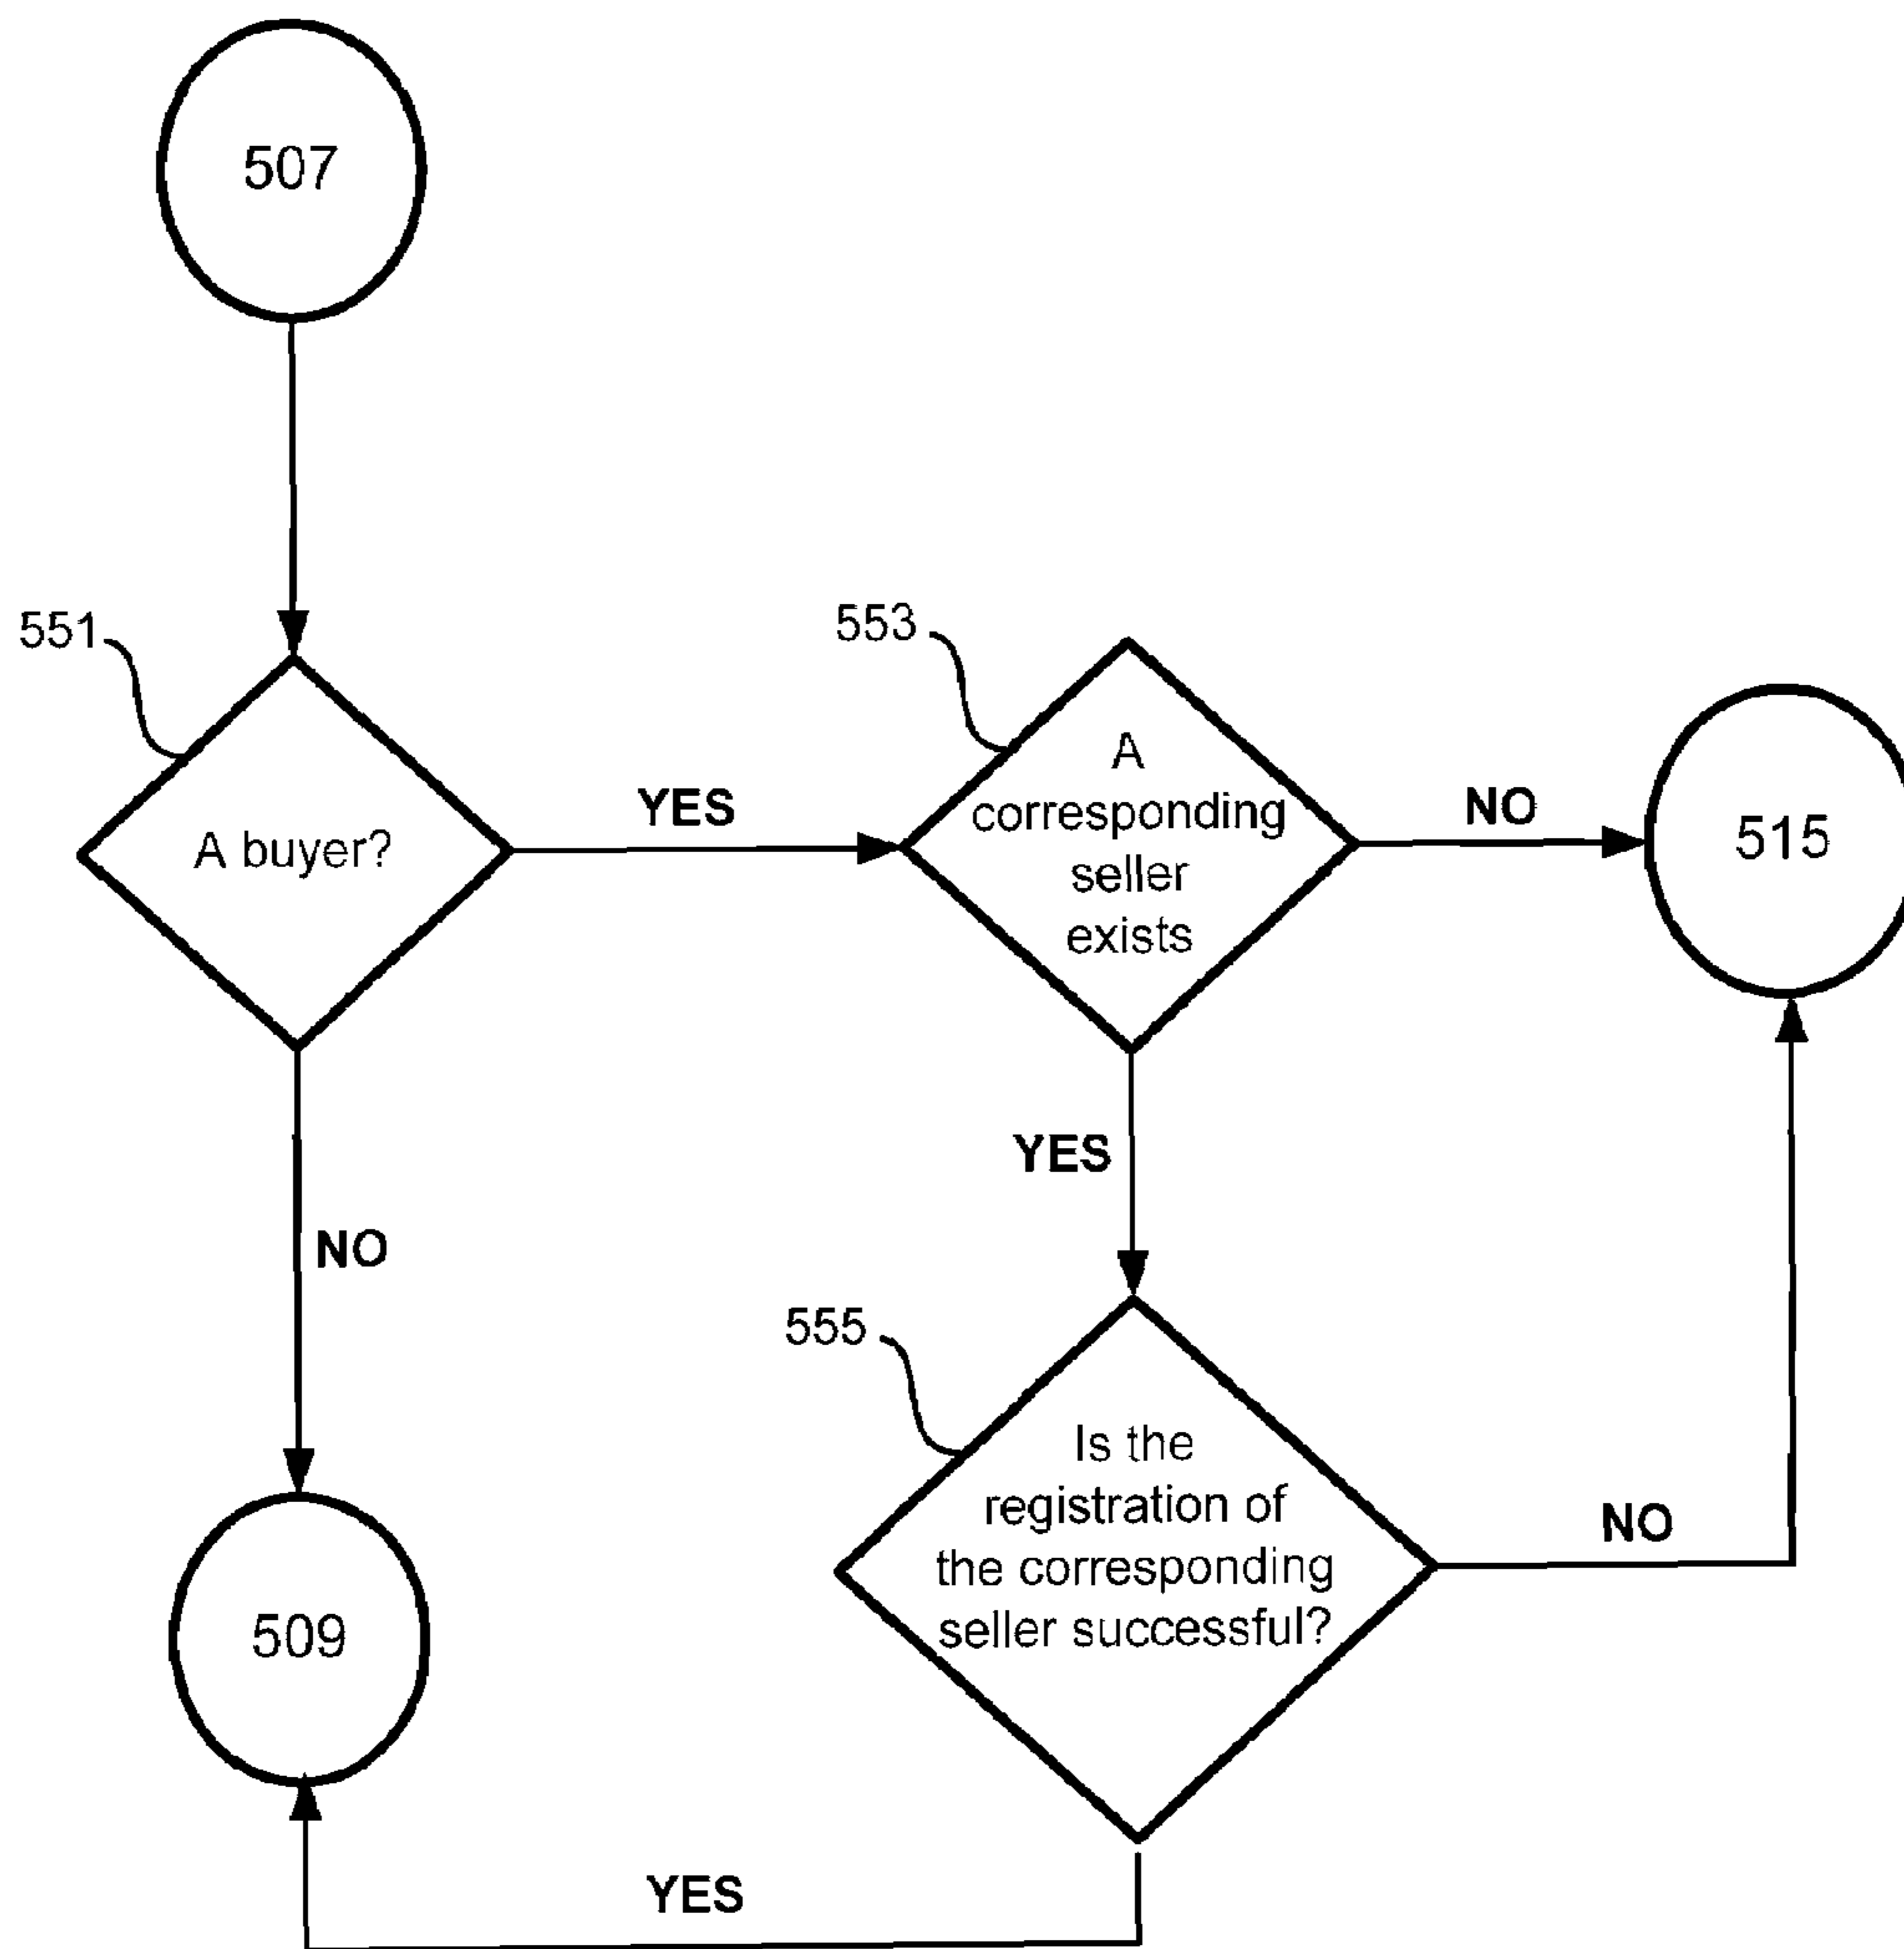 507
551
A buyer?
YES
553
A
corresponding
seller
exists
NO
515
YES
NO
555
Is the
registration of
the corresponding
seller successful?
NO
509
YES